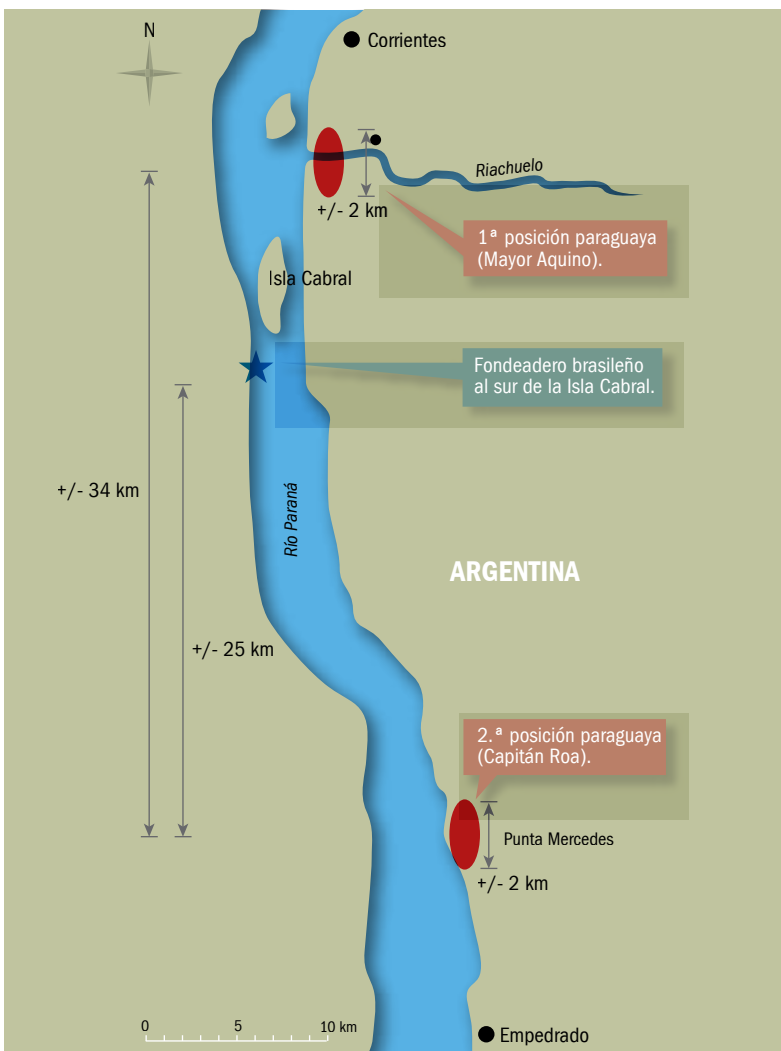 N
Corrientes
Riachuelo
+/- 2 km
1ª posición paraguaya
(Mayor Aquino).
Isla Cabral
Fondeadero brasileño
al sur de la Isla Cabral.
+/- 34 km
Río Paraná
ARGENTINA
+/- 25 km
2.ª posición paraguaya
(Capitán Roa).
Punta Mercedes
+/- 2 km
0 5 10 km
Empedrado